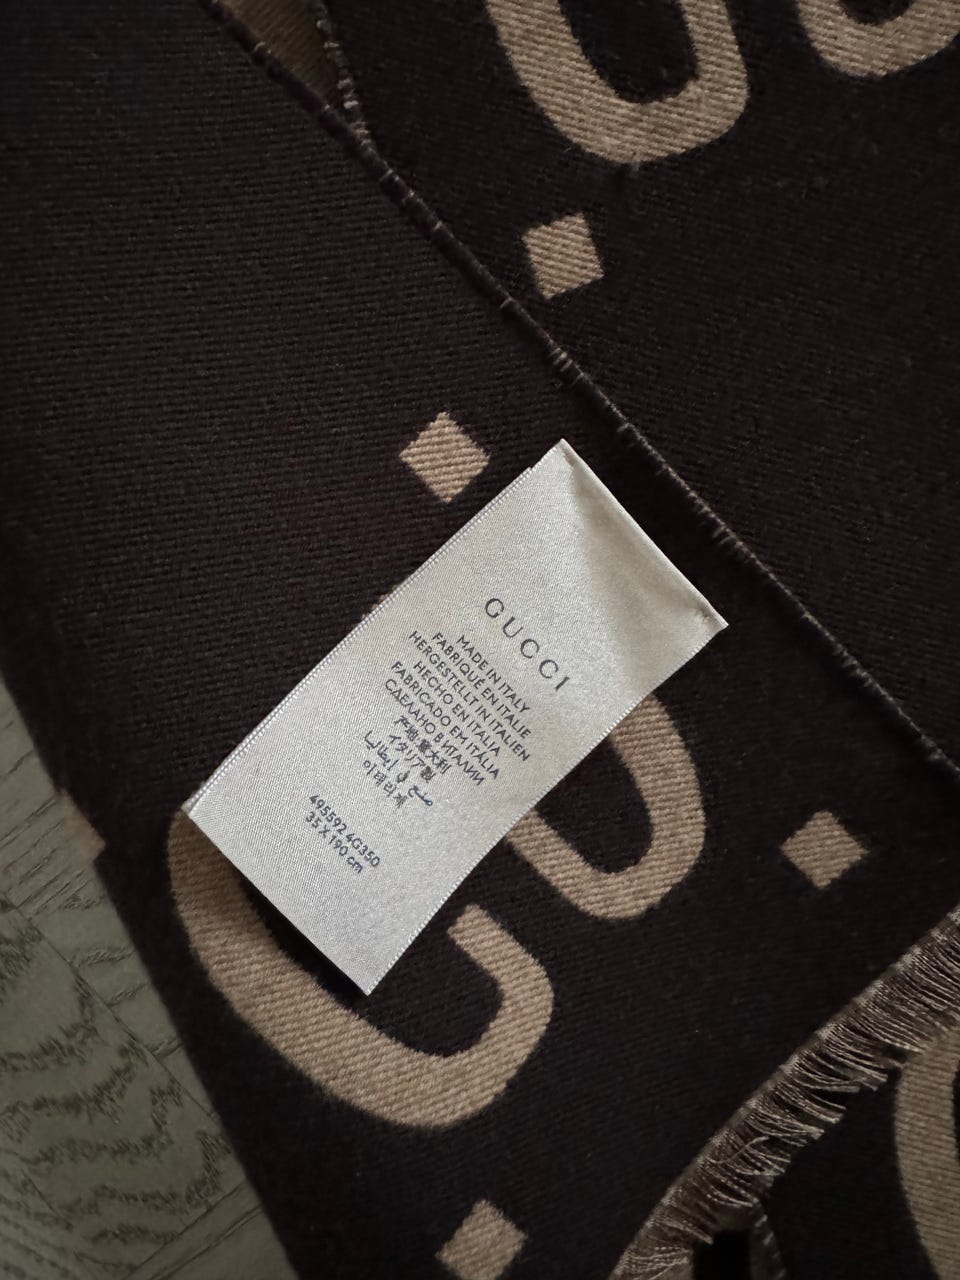 GUCCI
MADE IN ITALY
FABRIQUÉ EN ITALIE
HERGESTELLT IN ITALIEN
HECHO EN ITALIA
FABRICADO EM ITALIA
СДЕЛАНО В ИТАЛИИ
产地:意大利
イタリア製
صنع في إيطاليا
이태리제
495592 4G350
35 X 190 cm